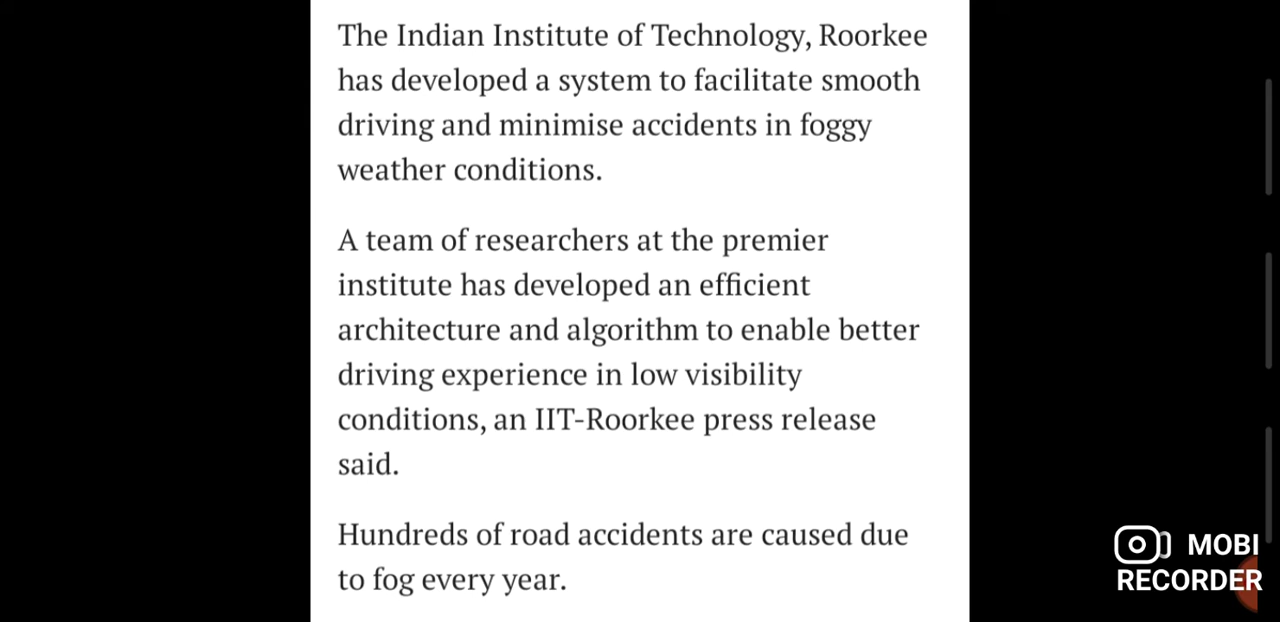 The Indian Institute of Technology, Roorkee
has developed a system to facilitate smooth
driving and minimise accidents in foggy
weather conditions.
A team of researchers at the premier
institute has developed an efficient
architecture and algorithm to enable better
driving experience in low visibility
conditions, an IIT-Roorkee press release
said.
Hundreds of road accidents are caused due
to fog every year.
MOBI
RECORDER